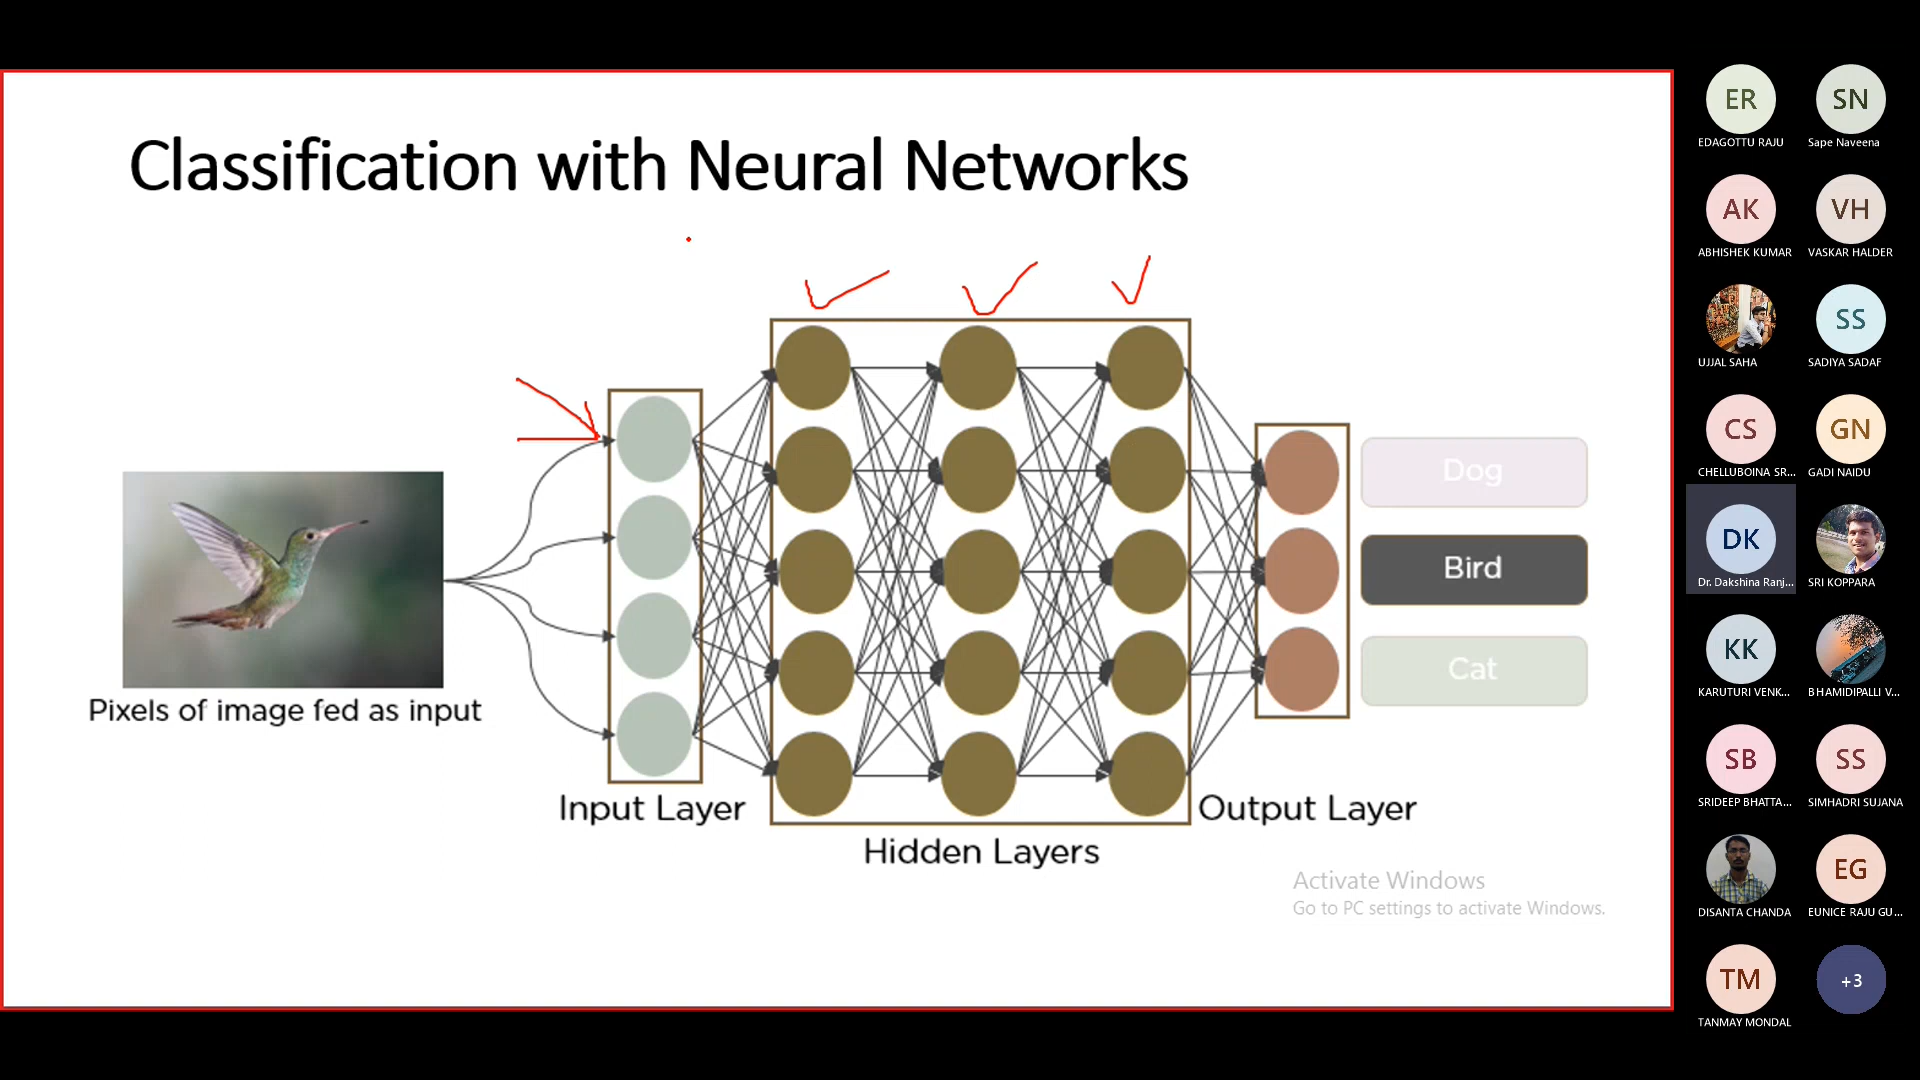 Classification with Neural Networks
Dog
Bird
Cat
Pixels of image fed as input
Input Layer
Output Layer
Hidden Layers
Activate Windows
Go to PC settings to activate Windows.
ER
SN
EDAGOTTU RAJU
Sape Naveena
AK
VH
ABHISHEK KUMAR
VASKAR HALDER
SS
UJJAL SAHA
SADIYA SADAF
CS
GN
CHELLUBOINA SR...
GADI NAIDU
DK
Dr. Dakshina Ranj...
SRI KOPPARA
KK
KARUTURI VENK...
BHAMIDIPALLI V...
SB
SS
SRIDEEP BHATTA...
SIMHADRI SUJANA
EG
DISANTA CHANDA
EUNICE RAJU GU...
TM
+3
TANMAY MONDAL